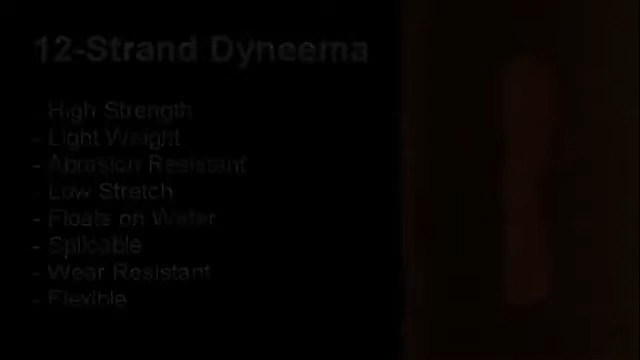 12-Strand Dyneema
- High Strength
- Light Weight
- Abrasion Resistant
- Low Stretch
- Floats on Water
- Splicable
- Wear Resistant
- Flexible